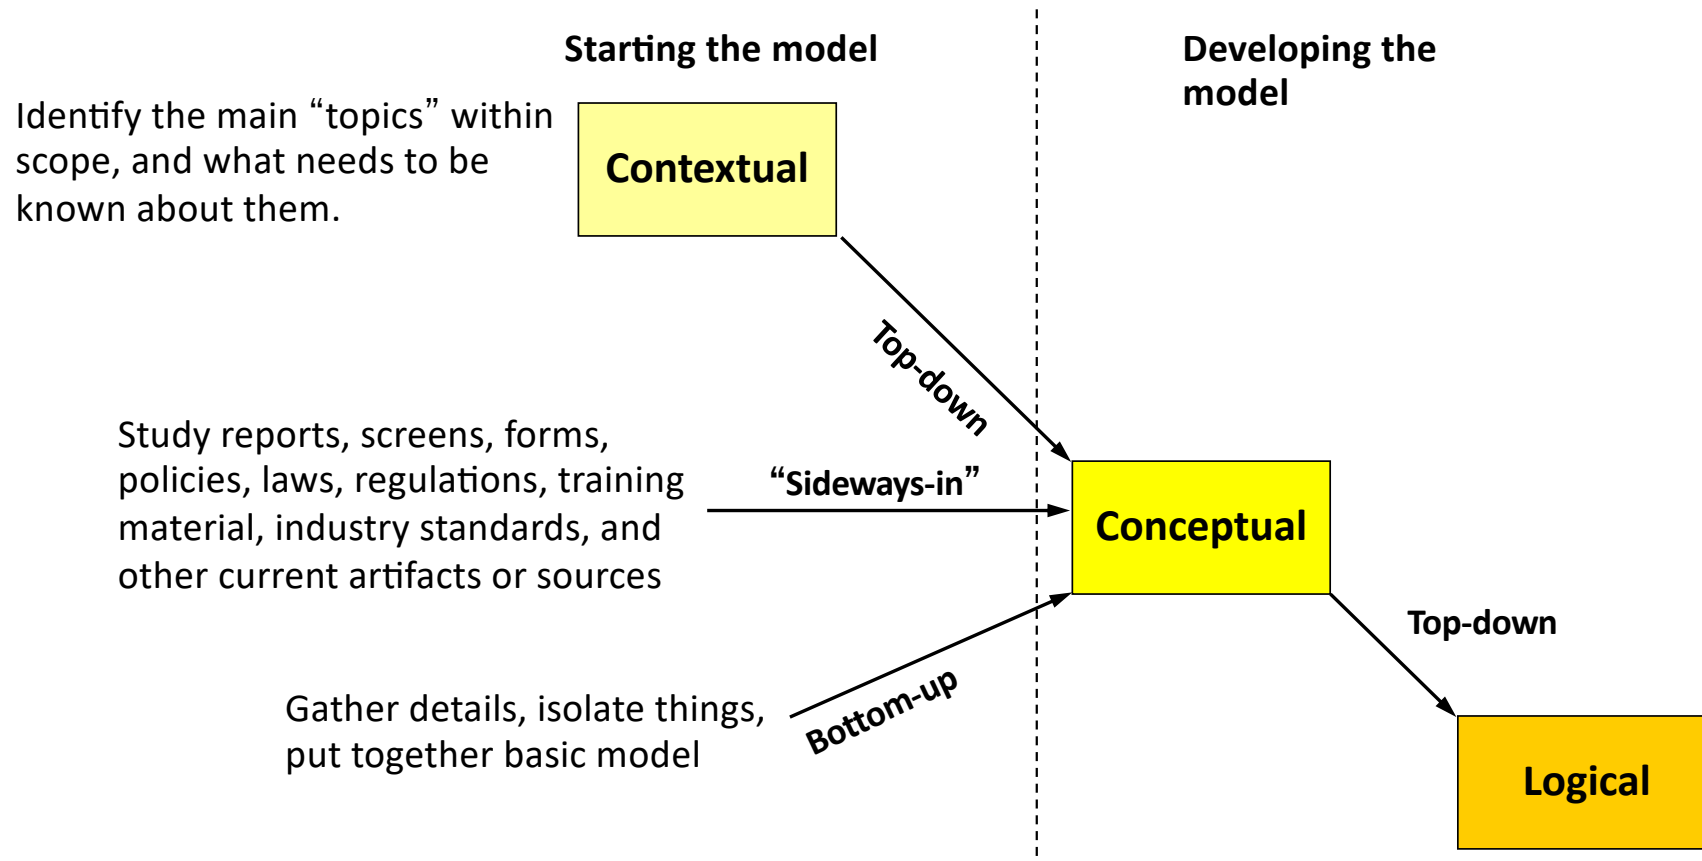 Starting the model
Developing the
model
Identify the main “topics” within
scope, and what needs to be
known about them.
Contextual
Top-down
Study reports, screens, forms,
policies, laws, regulations, training
material, industry standards, and
other current artifacts or sources
“Sideways-in”
Conceptual
Top-down
Gather details, isolate things,
put together basic model
Bottom-up
Logical